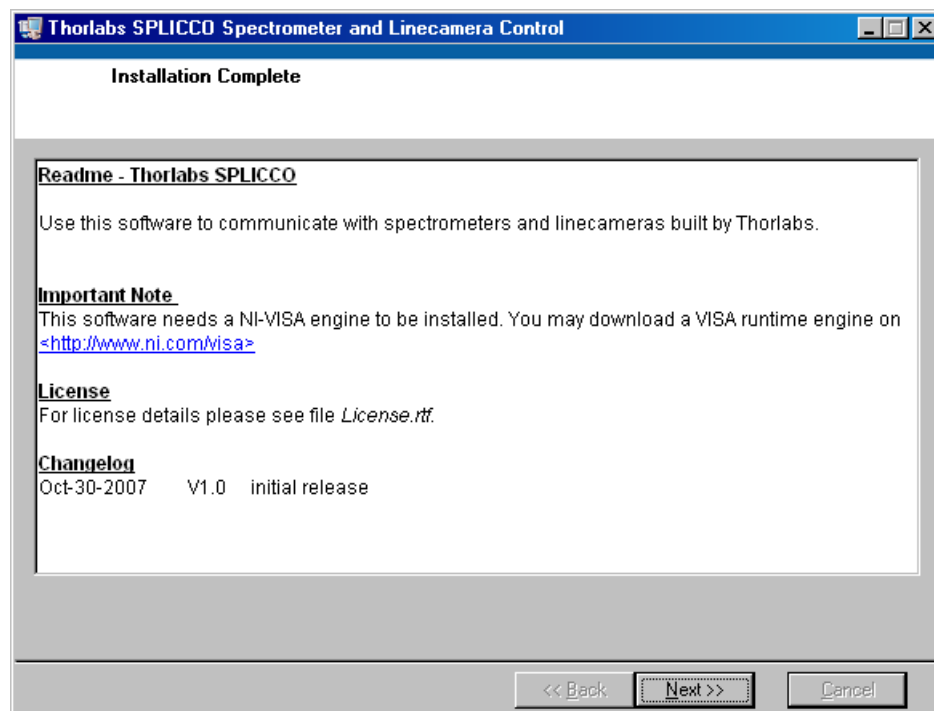 Thorlabs SPLICCO Spectrometer and Linecamera Control
Installation Complete
Readme - Thorlabs SPLICCO
Use this software to communicate with spectrometers and linecameras built by Thorlabs.
Important Note
This software needs a NI-VISA engine to be installed. You may download a VISA runtime engine on
<http://www.ni.com/visa>
License
For license details please see file License.rtf.
Changelog
Oct-30-2007 V1.0 initial release
<< Back Next >> Cancel